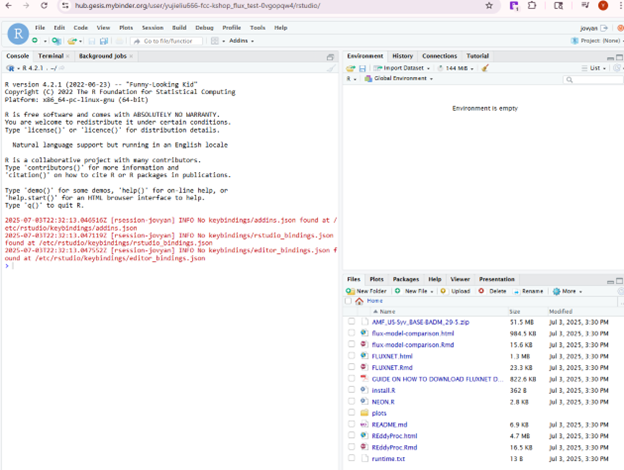 hub.gesis.mybinder.org/user/yujieliu666-fcc-kshop_flux_test-0vgopqw4/rstudio/
File Edit Code View Plots Session Build Debug Profile Tools Help
jovyan
Go to file/function
Addins
Project: (None)
Console Terminal Background Jobs
R 4.2.1 · ~/
R version 4.2.1 (2022-06-23) -- "Funny-Looking Kid"
Copyright (C) 2022 The R Foundation for Statistical Computing
Platform: x86_64-pc-linux-gnu (64-bit)
R is free software and comes with ABSOLUTELY NO WARRANTY.
You are welcome to redistribute it under certain conditions.
Type 'license()' or 'licence()' for distribution details.
Natural language support but running in an English locale
R is a collaborative project with many contributors.
Type 'contributors()' for more information and
'citation()' on how to cite R or R packages in publications.
Type 'demo()' for some demos, 'help()' for on-line help, or
'help.start()' for an HTML browser interface to help.
Type 'q()' to quit R.
2025-07-03T22:32:13.046516Z [rsession-jovyan] INFO No keybindings/addins.json found at /
etc/rstudio/keybindings/addins.json
2025-07-03T22:32:13.047119Z [rsession-jovyan] INFO No keybindings/rstudio_bindings.json
found at /etc/rstudio/keybindings/rstudio_bindings.json
2025-07-03T22:32:13.047552Z [rsession-jovyan] INFO No keybindings/editor_bindings.json f
ound at /etc/rstudio/keybindings/editor_bindings.json
>
Environment History Connections Tutorial
Import Dataset 144 MiB List
R Global Environment
Environment is empty
Files Plots Packages Help Viewer Presentation
New Folder New File Upload Delete Rename More
Home
Name Size Modified
AMF_US-Syv_BASE-BADM_29-5.zip 51.5 MB Jul 3, 2025, 3:30 PM
flux-model-comparison.html 984.5 KB Jul 3, 2025, 3:30 PM
flux-model-comparison.Rmd 15.6 KB Jul 3, 2025, 3:30 PM
FLUXNET.html 1.3 MB Jul 3, 2025, 3:30 PM
FLUXNET.Rmd 23.3 KB Jul 3, 2025, 3:30 PM
GUIDE ON HOW TO DOWNLOAD FLUXNET D... 822.6 KB Jul 3, 2025, 3:30 PM
install.R 362 B Jul 3, 2025, 3:30 PM
NEON.R 2.8 KB Jul 3, 2025, 3:30 PM
plots
README.md 6.9 KB Jul 3, 2025, 3:30 PM
REddyProc.html 4.7 MB Jul 3, 2025, 3:30 PM
REddyProc.Rmd 16.5 KB Jul 3, 2025, 3:30 PM
runtime.txt 13 B Jul 3, 2025, 3:30 PM